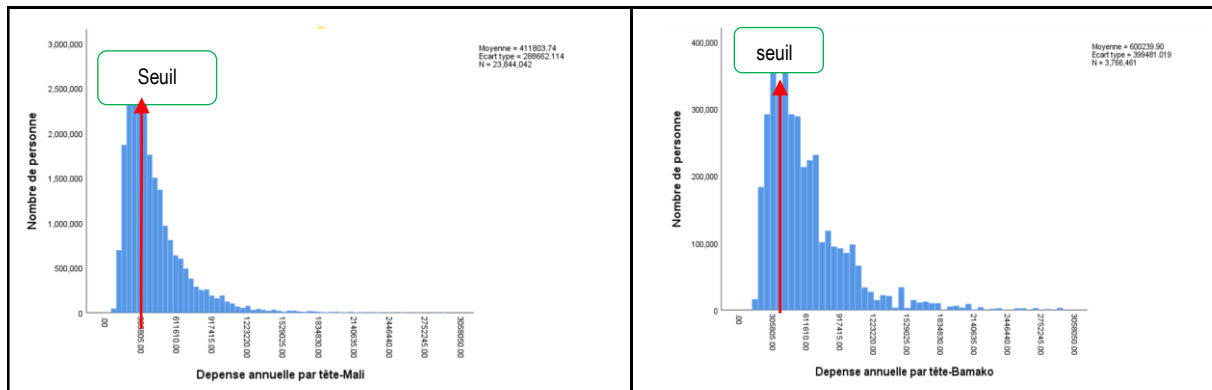 Moyenne = 411803.74
Ecart type = 288662.114
N = 23,844,042
Seuil
Nombre de personne
3,000,000
2,500,000
2,000,000
1,500,000
1,000,000
500,000
0
.00
305805.00
611610.00
917415.00
1223220.00
1529025.00
1834830.00
2140635.00
2446440.00
2752245.00
3058050.00
Depense annuelle par tête-Mali
Moyenne = 600239.90
Ecart type = 399481.019
N = 3,766,461
seuil
Nombre de personne
400,000
300,000
200,000
100,000
0
.00
305805.00
611610.00
917415.00
1223220.00
1529025.00
1834830.00
2140635.00
2446440.00
2752245.00
3058050.00
Depense annuelle par tête-Bamako